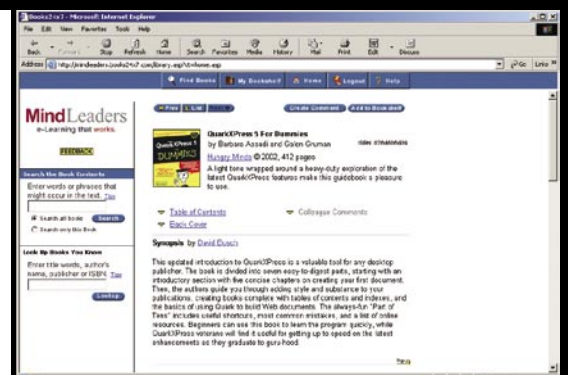 Books24x7 - Microsoft Internet Explorer
File Edit View Favorites Tools Help
Back Stop Refresh Home Search Favorites Media History Mail Print Edit Discuss
Address Go Links
Find Books My Bookshelf Home Logout Help
MindLeaders
e-Learning that works.
FEEDBACK
Search the Book Contents
Enter words or phrases that
might occur in the text. Tips
Search all books Search
Search only this Book
Look Up Books You Know
Enter title words, author's
name, publisher or ISBN. Tips
Lookup
Prev List Create Comment Add to Bookshelf
QuarkXPress 5
DUMMIES
QuarkXPress 5 For Dummies
by Barbara Assadi and Galen Gruman
Hungry Minds © 2002, 412 pages
A light tone wrapped around a heavy-duty exploration of the
latest QuarkXPress features make this guidebook a pleasure
to use.
Table of Contents Colleague Comments
Back Cover
Synopsis by David Busch
This updated introduction to QuarkXPress is a valuable tool for any desktop
publisher. The book is divided into seven easy-to-digest parts, starting with an
introductory section with five concise chapters on creating your first document.
Then, the authors guide you through adding style and substance to your
publications, creating books complete with tables of contents and indexes, and
the basics of using Quark to build Web documents. The always-fun "Part of
Tens" includes useful shortcuts, most common mistakes, and a list of online
resources. Beginners can use this book to learn the program quickly, while
QuarkXPress veterans will find it useful for getting up to speed on the latest
enhancements as they graduate to guru-hood.